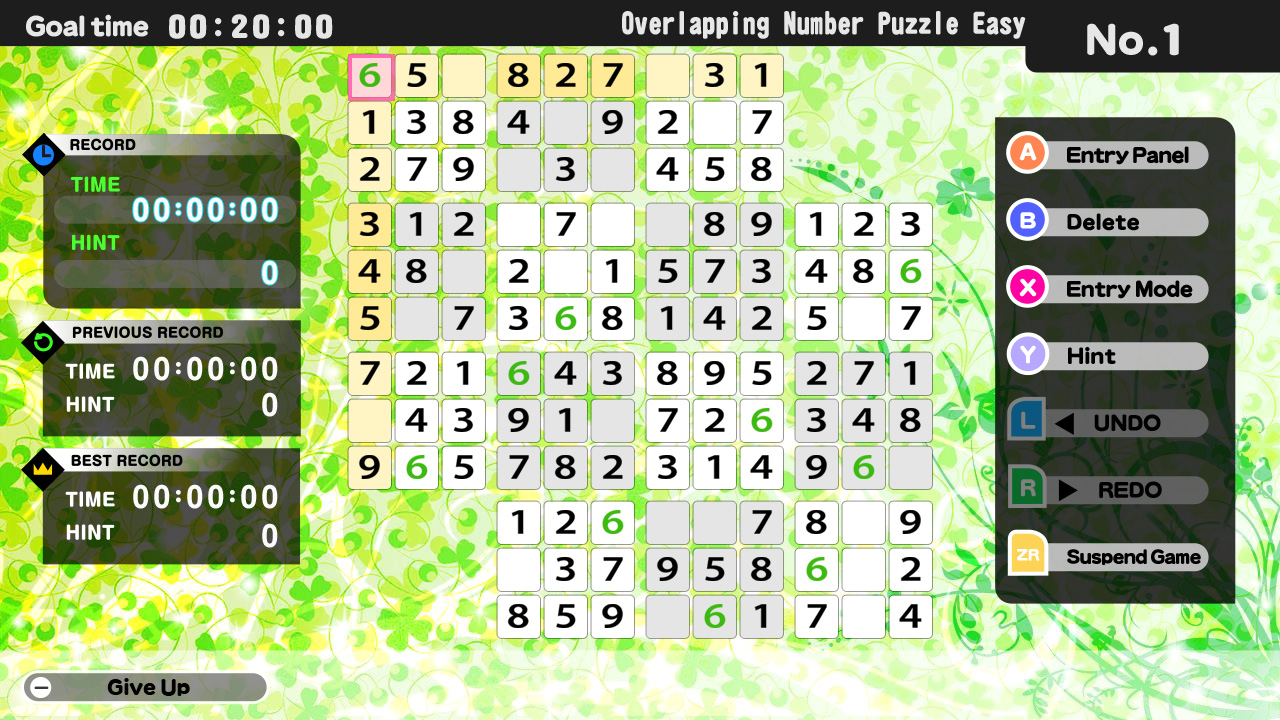 Goal time 00:20:00
Overlapping Number Puzzle Easy
No.1
RECORD
TIME
00:00:00
HINT
0
PREVIOUS RECORD
TIME 00:00:00
HINT 0
BEST RECORD
TIME 00:00:00
HINT 0
6 5 8 2 7 3 1
1 3 8 4 9 2 7
2 7 9 3 4 5 8
3 1 2 7 8 9 1 2 3
4 8 2 1 5 7 3 4 8 6
5 7 3 6 8 1 4 2 5 7
7 2 1 6 4 3 8 9 5 2 7 1
4 3 9 1 7 2 6 3 4 8
9 6 5 7 8 2 3 1 4 9 6
1 2 6 7 8 9
3 7 9 5 8 6 2
8 5 9 6 1 7 4
A Entry Panel
B Delete
X Entry Mode
Y Hint
L ◀ UNDO
R ▶ REDO
ZR Suspend Game
− Give Up